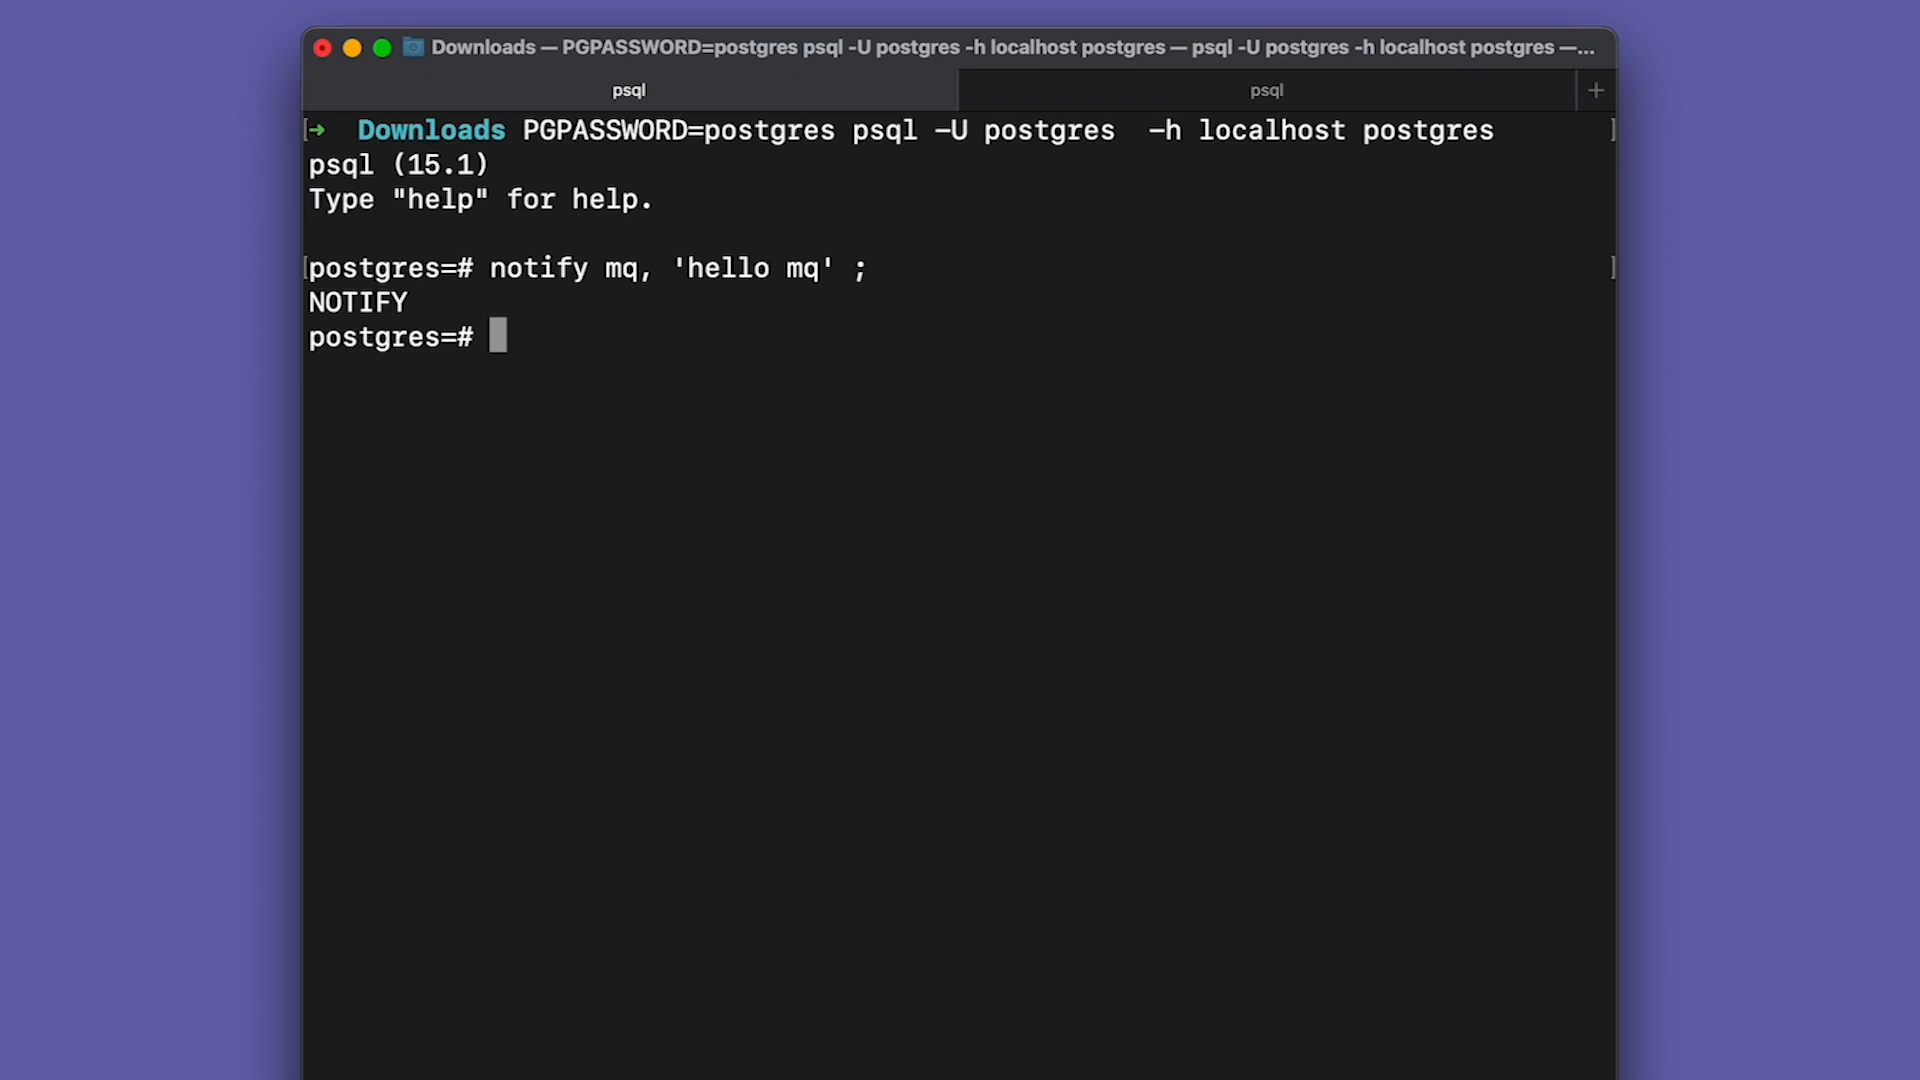 Downloads — PGPASSWORD=postgres psql -U postgres -h localhost postgres — psql -U postgres -h localhost postgres —...
psql psql +
[→ Downloads PGPASSWORD=postgres psql -U postgres  -h localhost postgres ]
psql (15.1)
Type "help" for help.
[postgres=# notify mq, 'hello mq' ; ]
NOTIFY
postgres=#